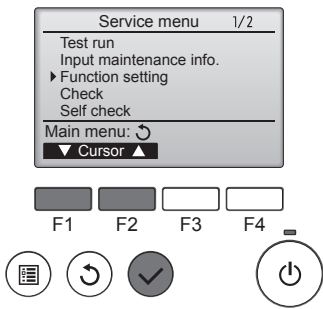 Service menu 1/2
Test run
Input maintenance info.
Function setting
Check
Self check
Main menu:
▼ Cursor ▲
F1 F2 F3 F4